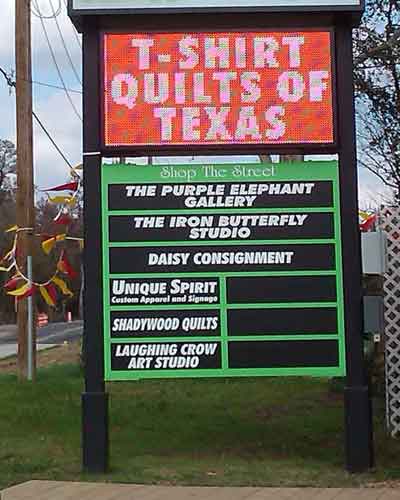 T-SHIRT
QUILTS OF
TEXAS
Shop The Street
THE PURPLE ELEPHANT
GALLERY
THE IRON BUTTERFLY
STUDIO
DAISY CONSIGNMENT
UNIQUE SPIRIT
Custom Apparel and Signage
SHADYWOOD QUILTS
LAUGHING CROW
ART STUDIO